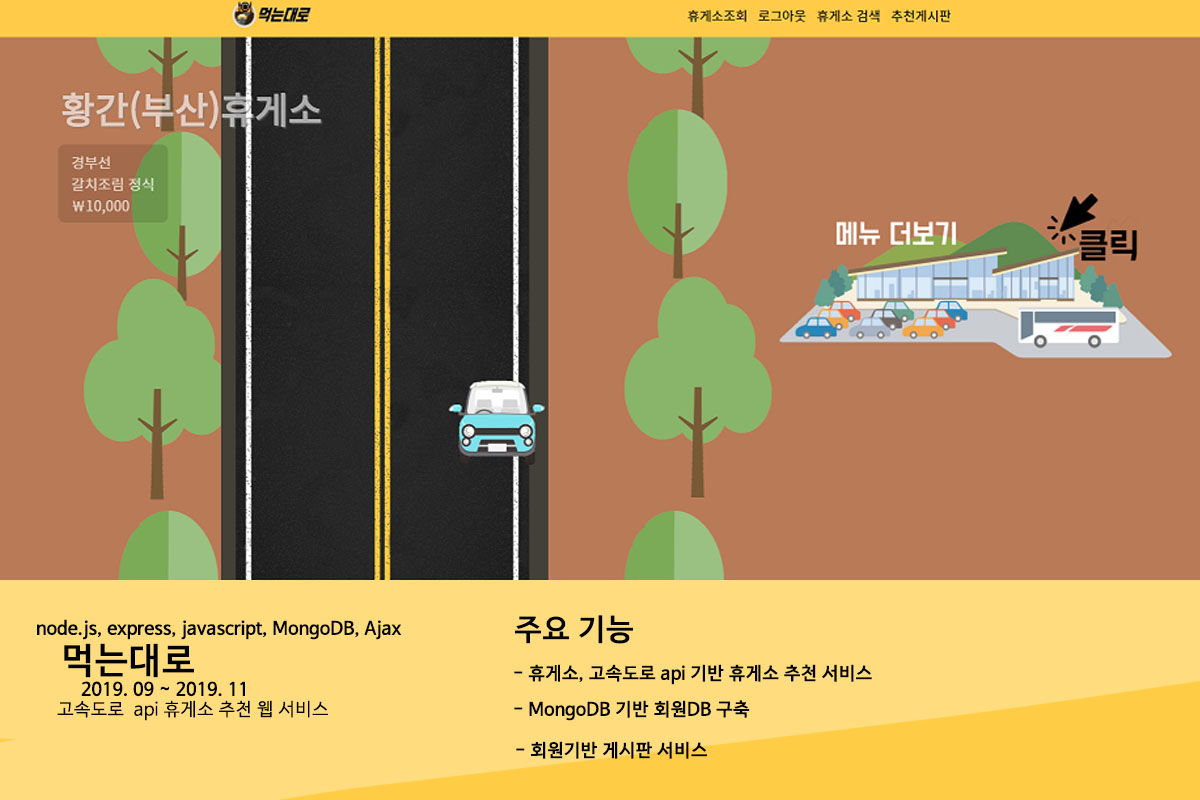 먹는대로
휴게소조회 로그아웃 휴게소 검색 추천게시판
황간(부산)휴게소
경부선
갈치조림 정식
₩10,000
메뉴 더보기
클릭
node.js, express, javascript, MongoDB, Ajax
먹는대로
2019. 09 ~ 2019. 11
고속도로 api 휴게소 추천 웹 서비스
주요 기능
- 휴게소, 고속도로 api 기반 휴게소 추천 서비스
- MongoDB 기반 회원DB 구축
- 회원기반 게시판 서비스